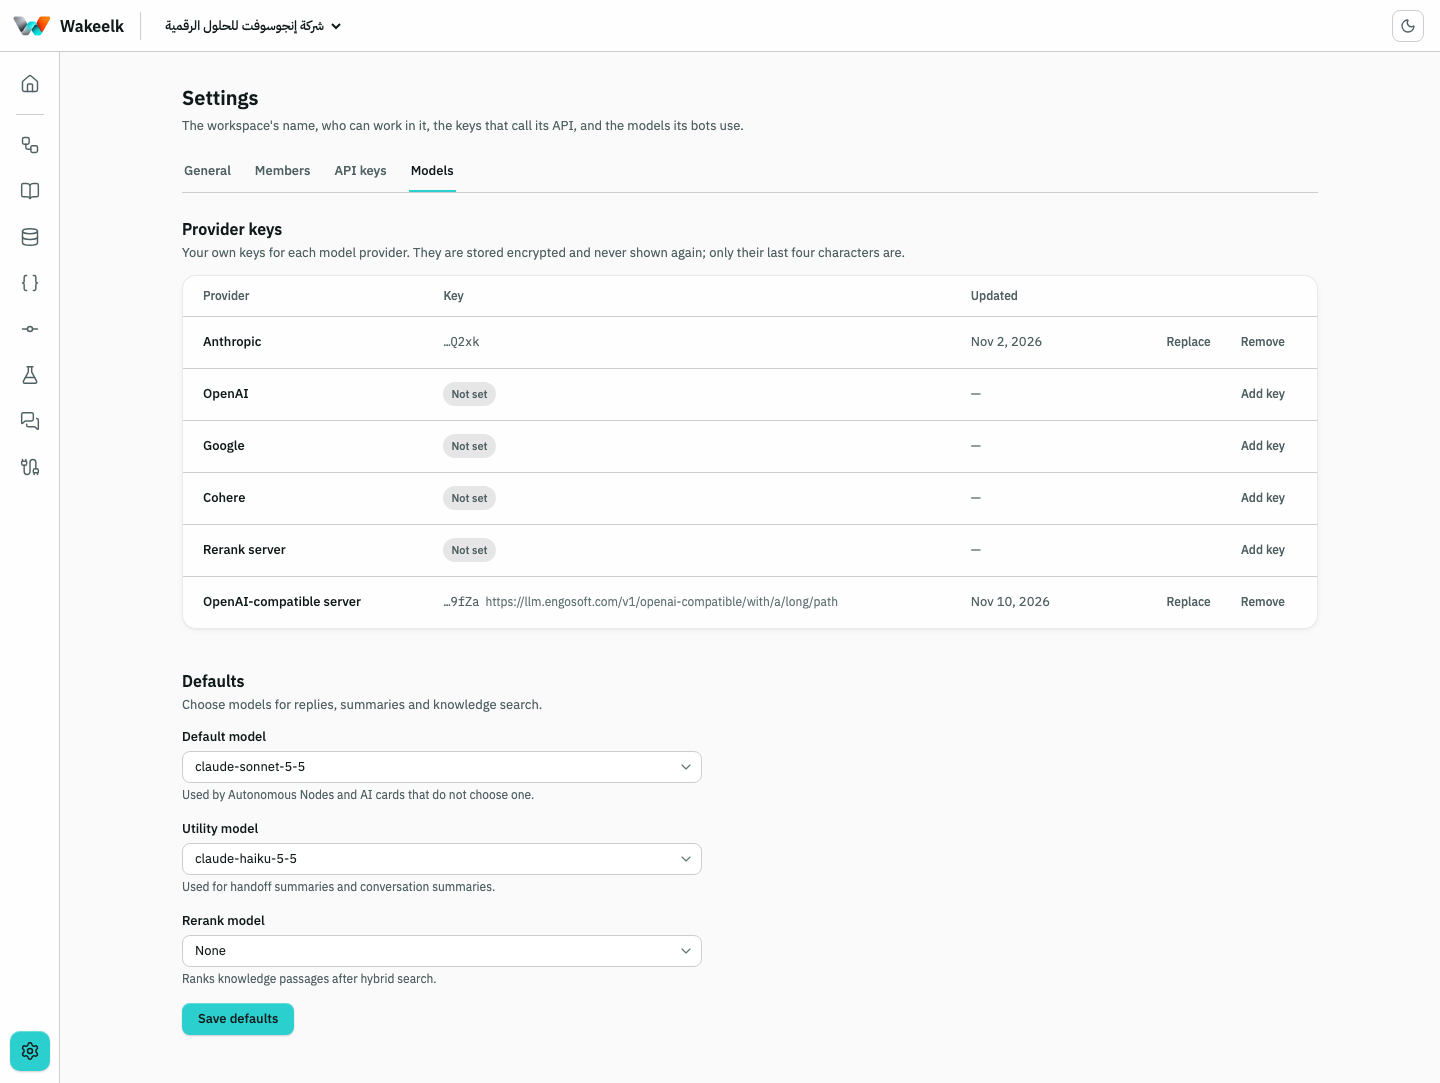 Wakeelk
شركة إنجوسوفت للحلول الرقمية
Settings
The workspace's name, who can work in it, the keys that call its API, and the models its bots use.
General Members API keys Models
Provider keys
Your own keys for each model provider. They are stored encrypted and never shown again; only their last four characters are.
Provider Key Updated
Anthropic …Q2xk Nov 2, 2026 Replace Remove
OpenAI Not set — Add key
Google Not set — Add key
Cohere Not set — Add key
Rerank server Not set — Add key
OpenAI-compatible server …9fZa https://llm.engosoft.com/v1/openai-compatible/with/a/long/path Nov 10, 2026 Replace Remove
Defaults
Choose models for replies, summaries and knowledge search.
Default model
claude-sonnet-5-5
Used by Autonomous Nodes and AI cards that do not choose one.
Utility model
claude-haiku-5-5
Used for handoff summaries and conversation summaries.
Rerank model
None
Ranks knowledge passages after hybrid search.
Save defaults